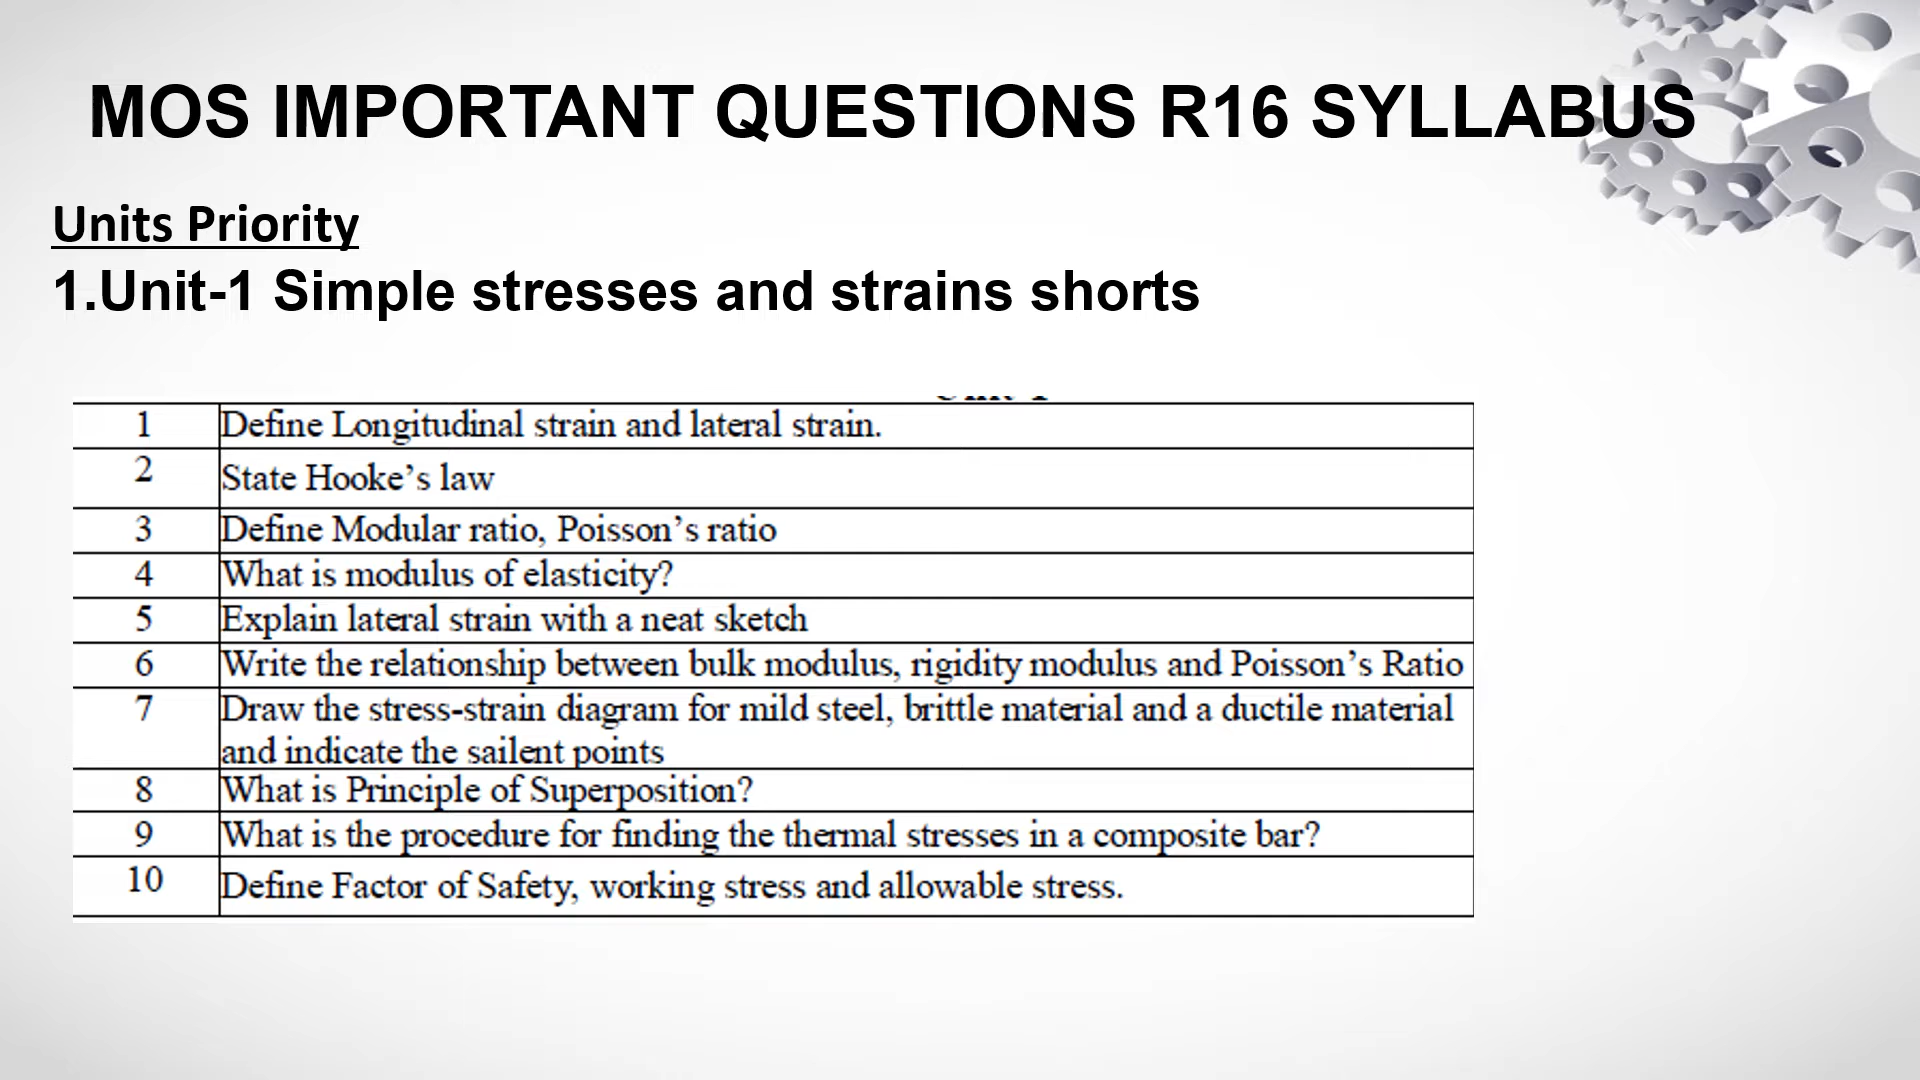 MOS IMPORTANT QUESTIONS R16 SYLLABUS
Units Priority
1.Unit-1 Simple stresses and strains shorts
1 Define Longitudinal strain and lateral strain.
2 State Hooke’s law
3 Define Modular ratio, Poisson’s ratio
4 What is modulus of elasticity?
5 Explain lateral strain with a neat sketch
6 Write the relationship between bulk modulus, rigidity modulus and Poisson’s Ratio
7 Draw the stress-strain diagram for mild steel, brittle material and a ductile material
and indicate the sailent points
8 What is Principle of Superposition?
9 What is the procedure for finding the thermal stresses in a composite bar?
10 Define Factor of Safety, working stress and allowable stress.